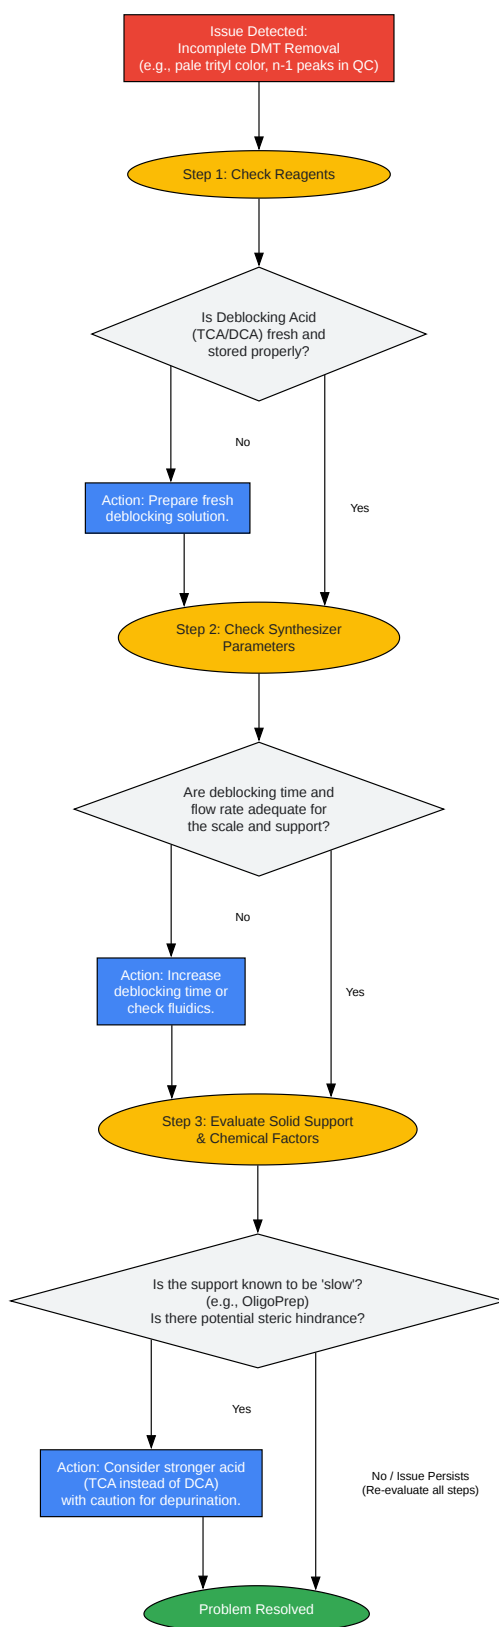 Issue Detected:
Incomplete DMT Removal
(e.g., pale trityl color, n-1 peaks in QC)
Step 1: Check Reagents
Is Deblocking Acid
(TCA/DCA) fresh and
stored properly?
No
Action: Prepare fresh
deblocking solution.
Yes
Step 2: Check Synthesizer
Parameters
Are deblocking time and
flow rate adequate for
the scale and support?
No
Action: Increase
deblocking time or
check fluidics.
Yes
Step 3: Evaluate Solid Support
& Chemical Factors
Is the support known to be 'slow'?
(e.g., OligoPrep)
Is there potential steric hindrance?
Yes
Action: Consider stronger acid
(TCA instead of DCA)
with caution for depurination.
No / Issue Persists
(Re-evaluate all steps)
Problem Resolved